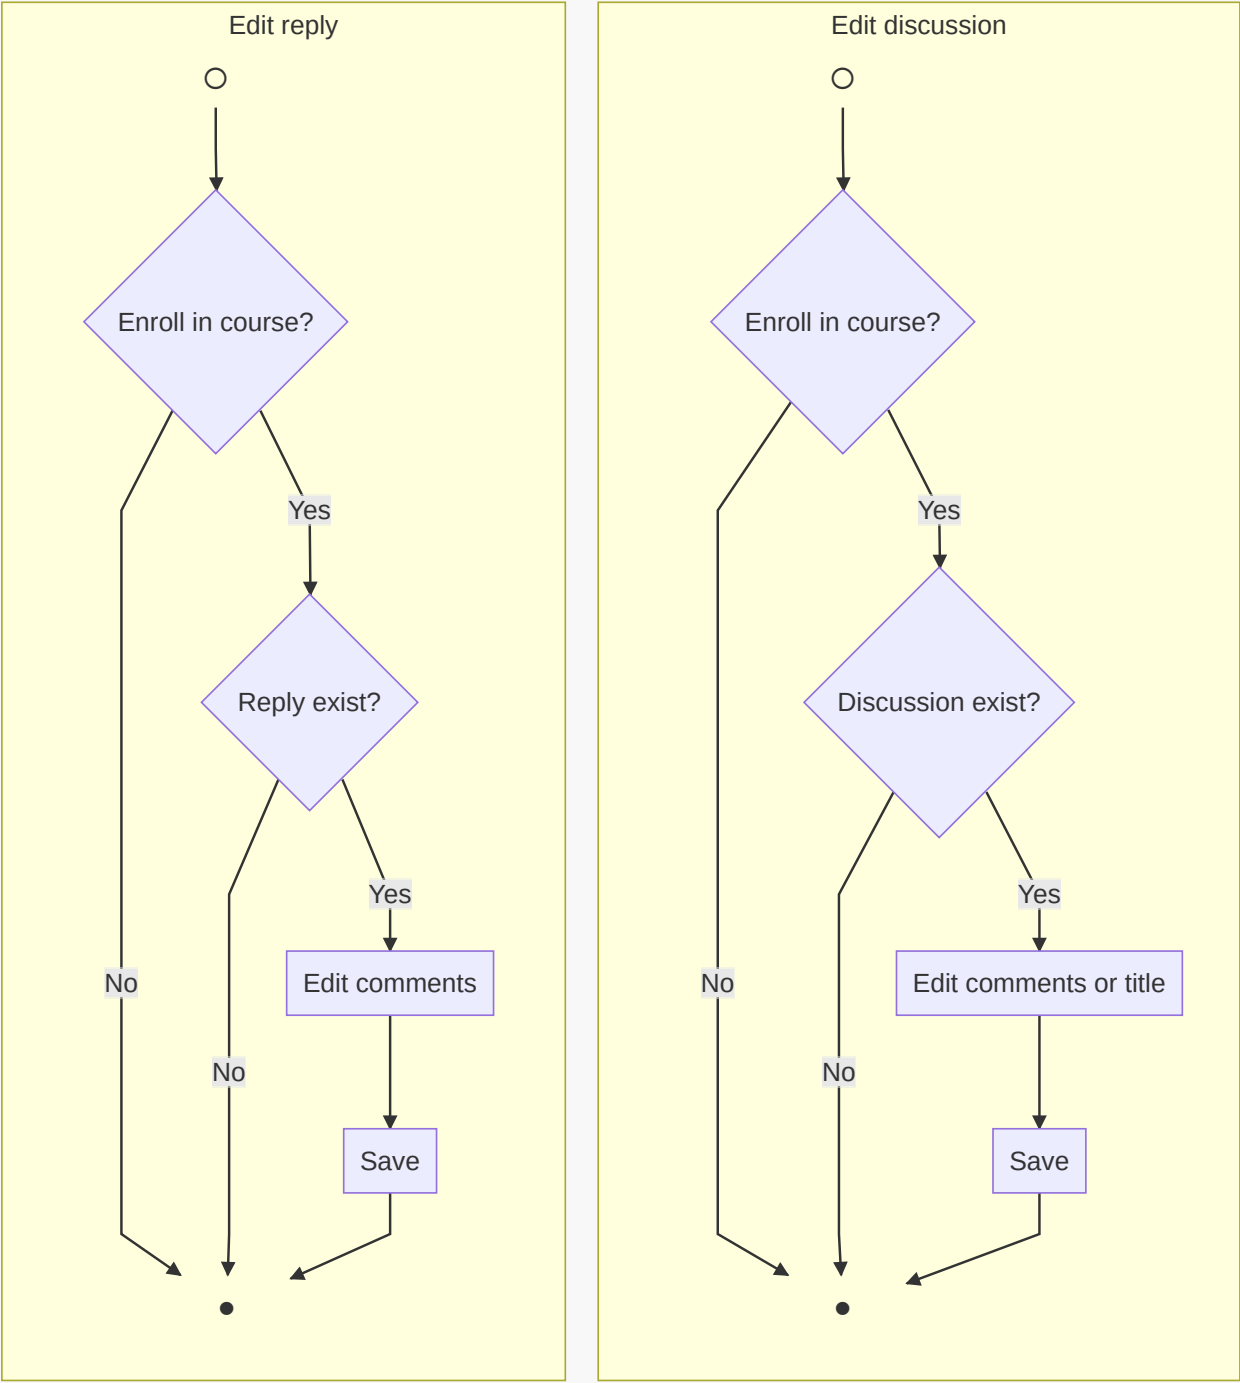 Edit reply
Enroll in course?
Yes
Reply exist?
Yes
No
Edit comments
No
Save
Edit discussion
Enroll in course?
Yes
Discussion exist?
Yes
No
Edit comments or title
No
Save